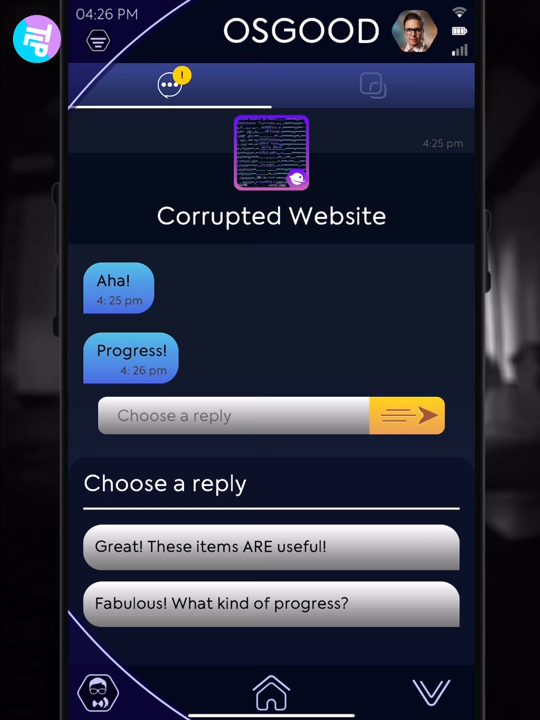 04:26 PM
OSGOOD
!
4:25 pm
Corrupted Website
Aha!
4: 25 pm
Progress!
4: 26 pm
Choose a reply
Choose a reply
Great! These items ARE useful!
Fabulous! What kind of progress?